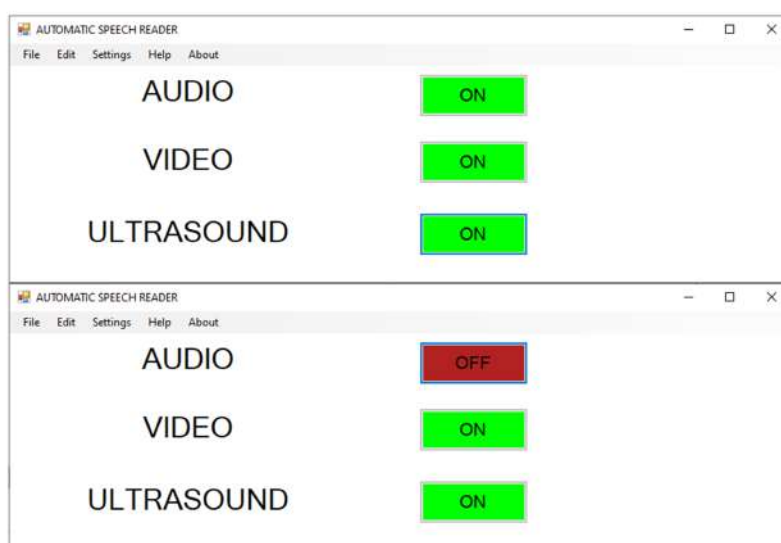 AUTOMATIC SPEECH READER
File Edit Settings Help About
AUDIO ON
VIDEO ON
ULTRASOUND ON
AUTOMATIC SPEECH READER
File Edit Settings Help About
AUDIO OFF
VIDEO ON
ULTRASOUND ON